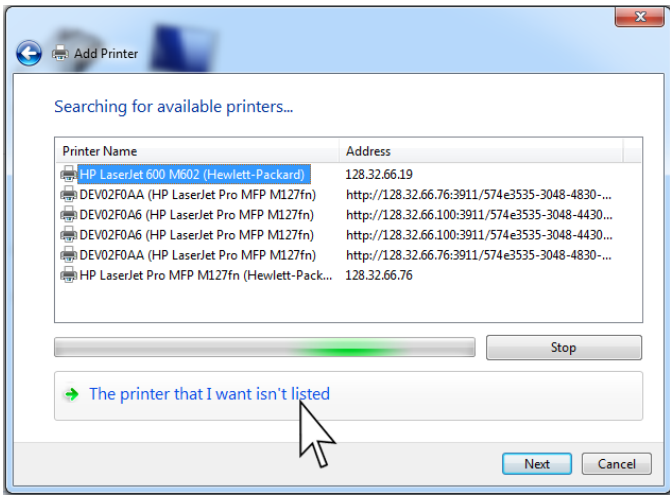 Add Printer
Searching for available printers...
Printer Name Address
HP LaserJet 600 M602 (Hewlett-Packard) 128.32.66.19
DEV02F0AA (HP LaserJet Pro MFP M127fn) http://128.32.66.76:3911/574e3535-3048-4830-...
DEV02F0A6 (HP LaserJet Pro MFP M127fn) http://128.32.66.100:3911/574e3535-3048-4430...
DEV02F0A6 (HP LaserJet Pro MFP M127fn) http://128.32.66.100:3911/574e3535-3048-4430...
DEV02F0AA (HP LaserJet Pro MFP M127fn) http://128.32.66.76:3911/574e3535-3048-4830-...
HP LaserJet Pro MFP M127fn (Hewlett-Pack... 128.32.66.76
Stop
The printer that I want isn't listed
Next Cancel